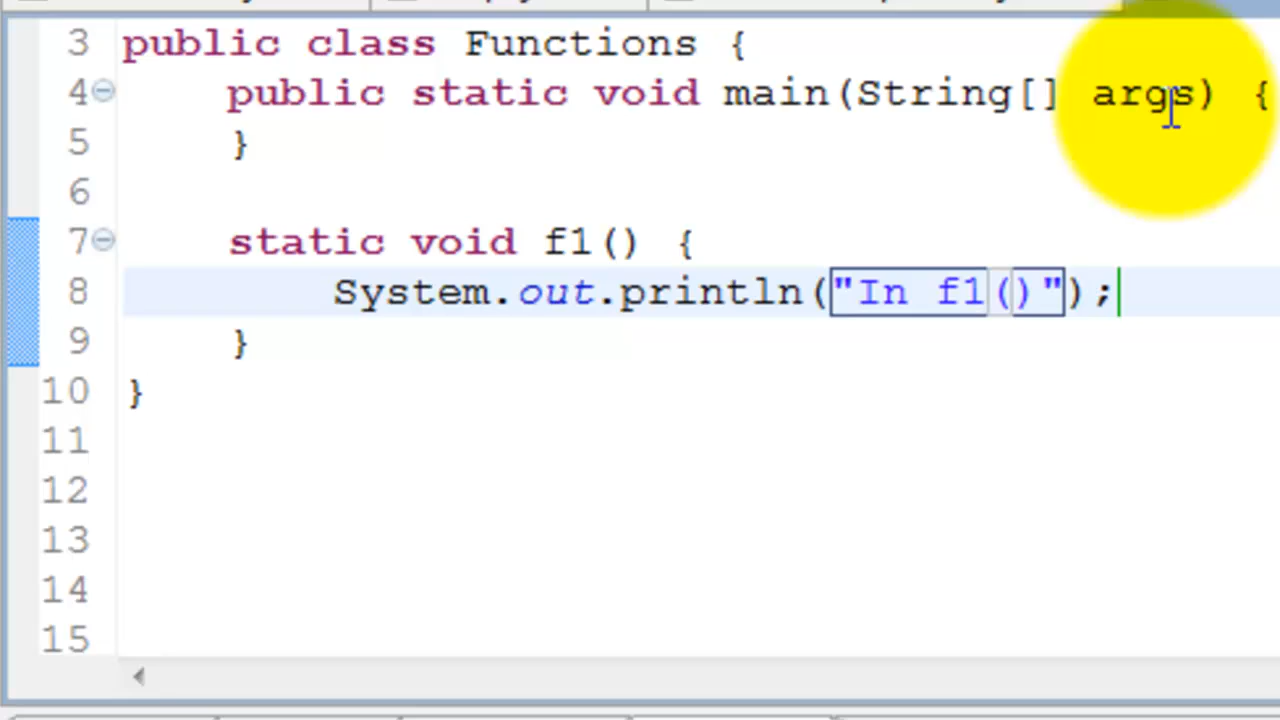 3 public class Functions {
4 public static void main(String[] args) {
5 }
6
7 static void f1() {
8 System.out.println("In f1()");
9 }
10 }
11
12
13
14
15